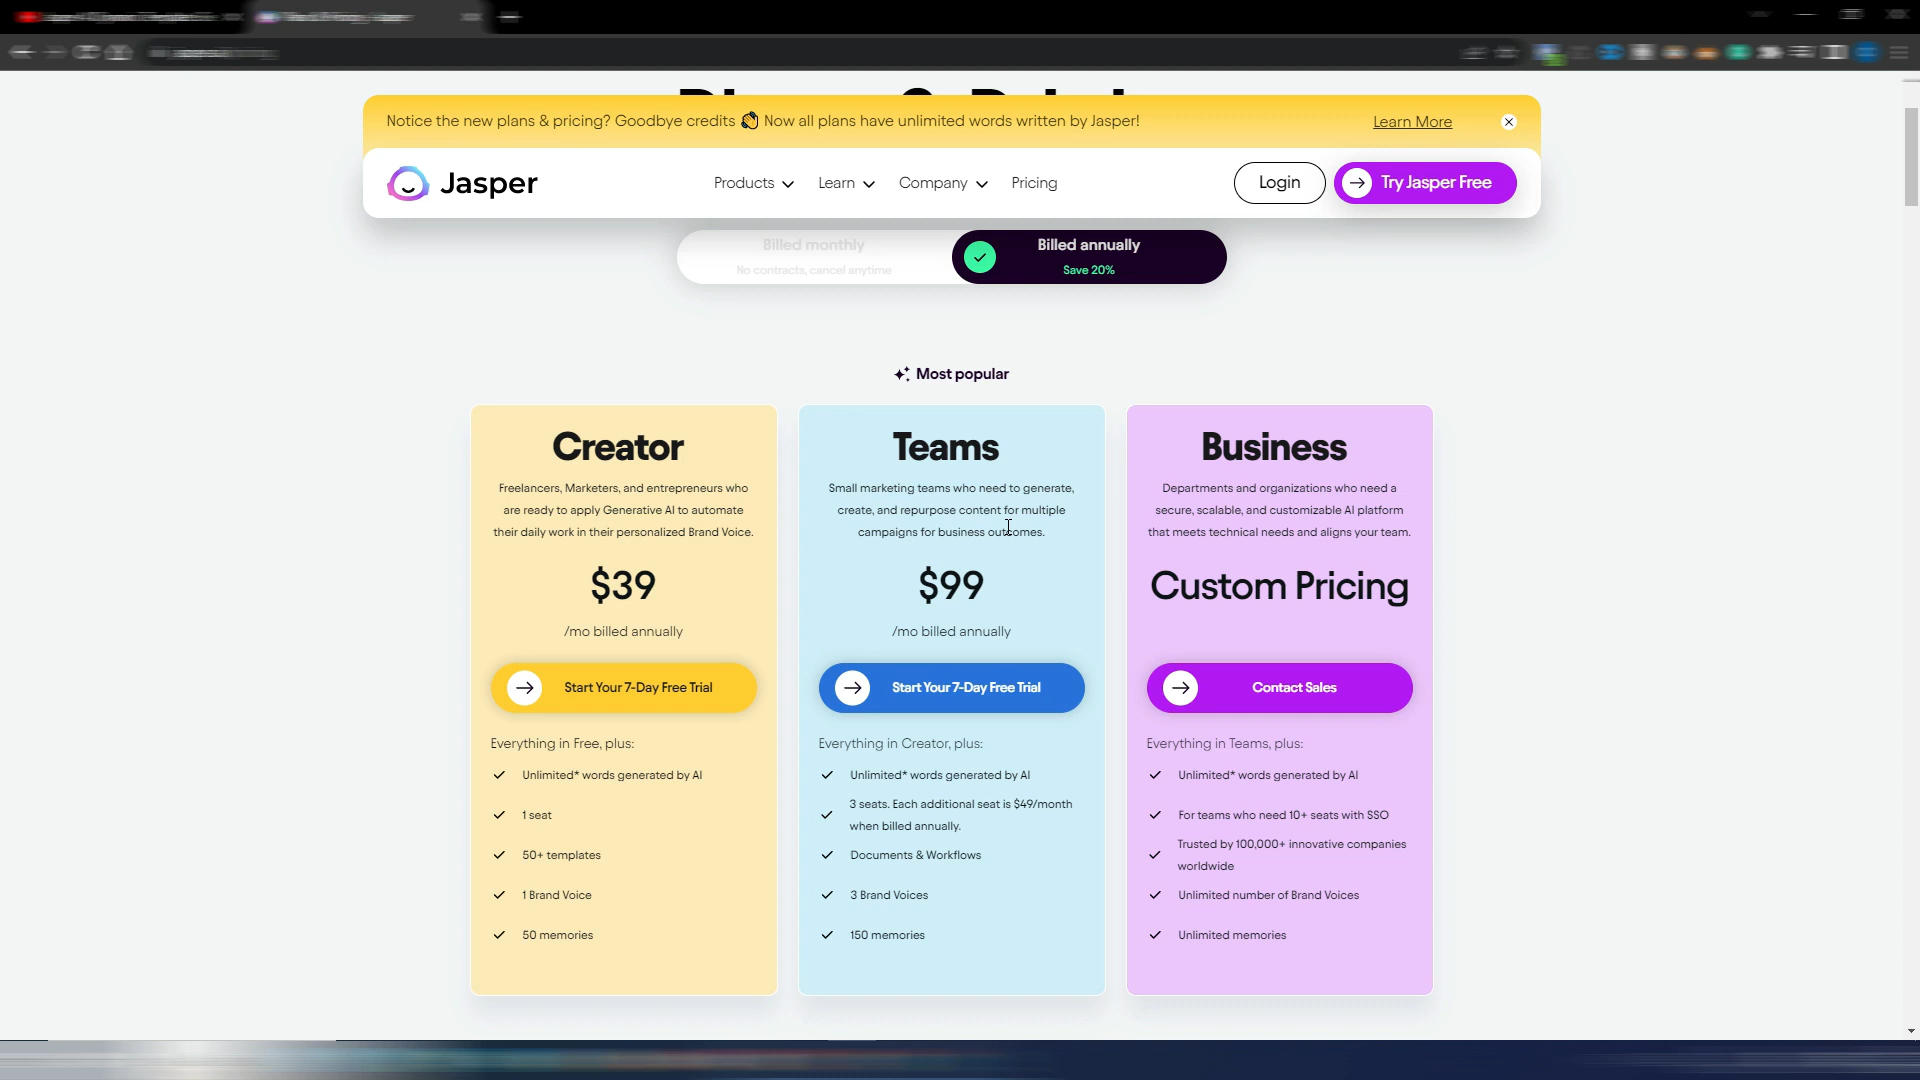 Notice the new plans & pricing? Goodbye credits 👋 Now all plans have unlimited words written by Jasper!
Learn More
Jasper
Products
Learn
Company
Pricing
Login
Try Jasper Free
Billed monthly
No contracts, cancel anytime
Billed annually
Save 20%
Most popular
Creator
Freelancers, Marketers, and entrepreneurs who
are ready to apply Generative AI to automate
their daily work in their personalized Brand Voice.
$39
/mo billed annually
Start Your 7-Day Free Trial
Everything in Free, plus:
Unlimited* words generated by AI
1 seat
50+ templates
1 Brand Voice
50 memories
Teams
Small marketing teams who need to generate,
create, and repurpose content for multiple
campaigns for business outcomes.
$99
/mo billed annually
Start Your 7-Day Free Trial
Everything in Creator, plus:
Unlimited* words generated by AI
3 seats. Each additional seat is $49/month
when billed annually.
Documents & Workflows
3 Brand Voices
150 memories
Business
Departments and organizations who need a
secure, scalable, and customizable AI platform
that meets technical needs and aligns your team.
Custom Pricing
Contact Sales
Everything in Teams, plus:
Unlimited* words generated by AI
For teams who need 10+ seats with SSO
Trusted by 100,000+ innovative companies
worldwide
Unlimited number of Brand Voices
Unlimited memories